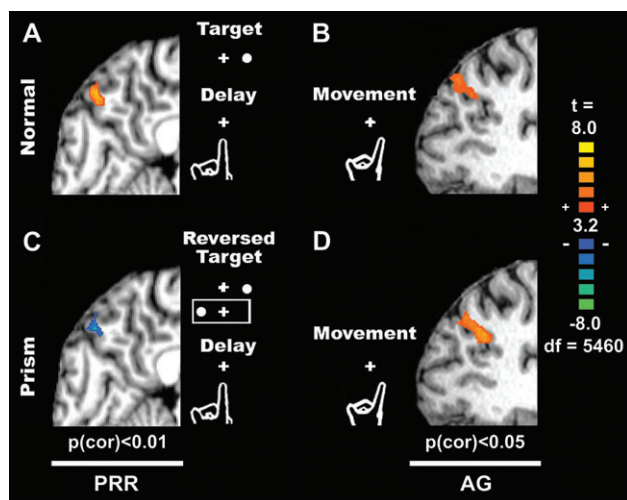 A
Normal
Target
+
Delay
+
B
Movement
+
C
Prism
Reversed
Target
+
+
Delay
+
p(cor)<0.01
PRR
D
Movement
+
p(cor)<0.05
AG
t =
8.0
+ +
3.2
- -
-8.0
df = 5460